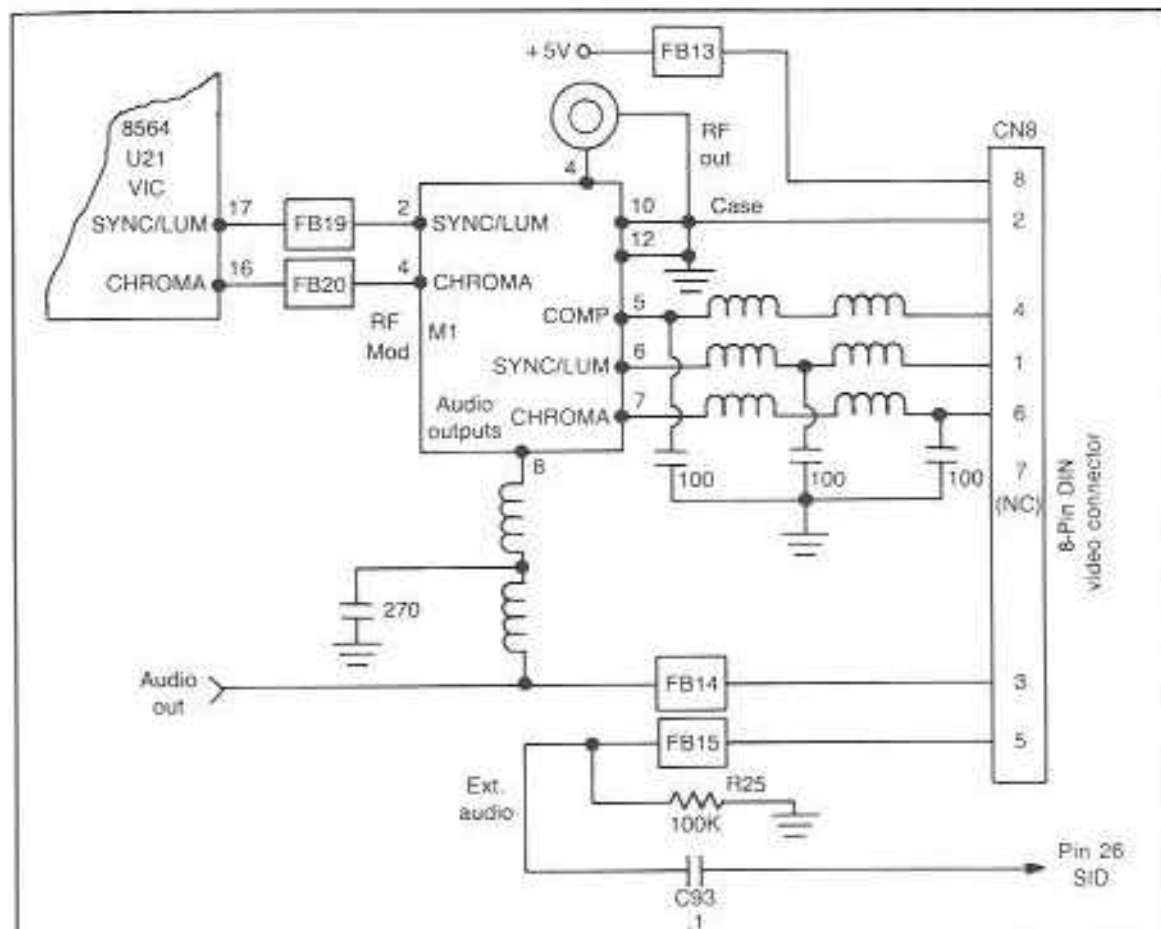 +5V
FB13
8564
U21
VIC
SYNC/LUM
17
FB19
2
SYNC/LUM
CHROMA
16
FB20
4
CHROMA
4
RF
out
10
Case
12
RF
Mod
M1
COMP
5
SYNC/LUM
6
CHROMA
7
Audio
outputs
8
100
100
100
270
CN8
8
2
4
1
6
7
(NC)
3
5
8-Pin DIN
video connector
Audio
out
FB14
FB15
Ext.
audio
R25
100K
C93
.1
Pin 26
SID